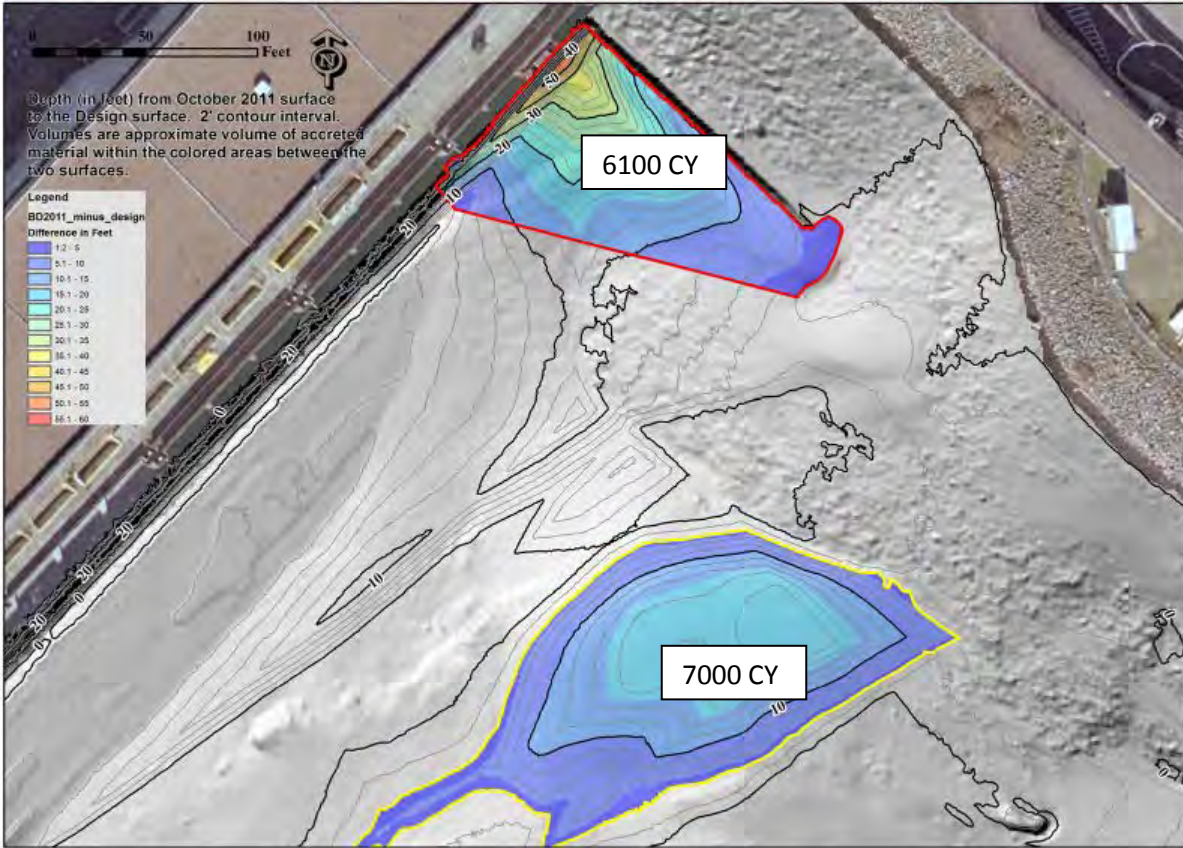 0 50 100
Feet
N
Depth (in feet) from October 2011 surface
to the Design surface. 2' contour interval.
Volumes are approximate volume of accreted
material within the colored areas between the
two surfaces.
Legend
BD2011_minus_design
Difference in Feet
1.2 - 5
5.1 - 10
10.1 - 15
15.1 - 20
20.1 - 25
25.1 - 30
30.1 - 35
35.1 - 40
40.1 - 45
45.1 - 50
50.1 - 55
55.1 - 60
40
50
30
20
10
6100 CY
20
20
0
20
10
20
0
20
0
7000 CY
10
0
0